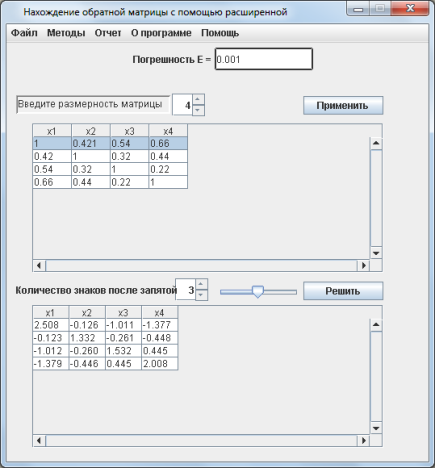 Нахождение обратной матрицы с помощью расширенной
Файл Методы Отчет О программе Помощь
Погрешность E = 0.001
Введите размерность матрицы 4 Применить
x1 x2 x3 x4
1 0.421 0.54 0.66
0.42 1 0.32 0.44
0.54 0.32 1 0.22
0.66 0.44 0.22 1
Количество знаков после запятой 3 Решить
x1 x2 x3 x4
2.508 -0.126 -1.011 -1.377
-0.123 1.332 -0.261 -0.448
-1.012 -0.260 1.532 0.445
-1.379 -0.446 0.445 2.008